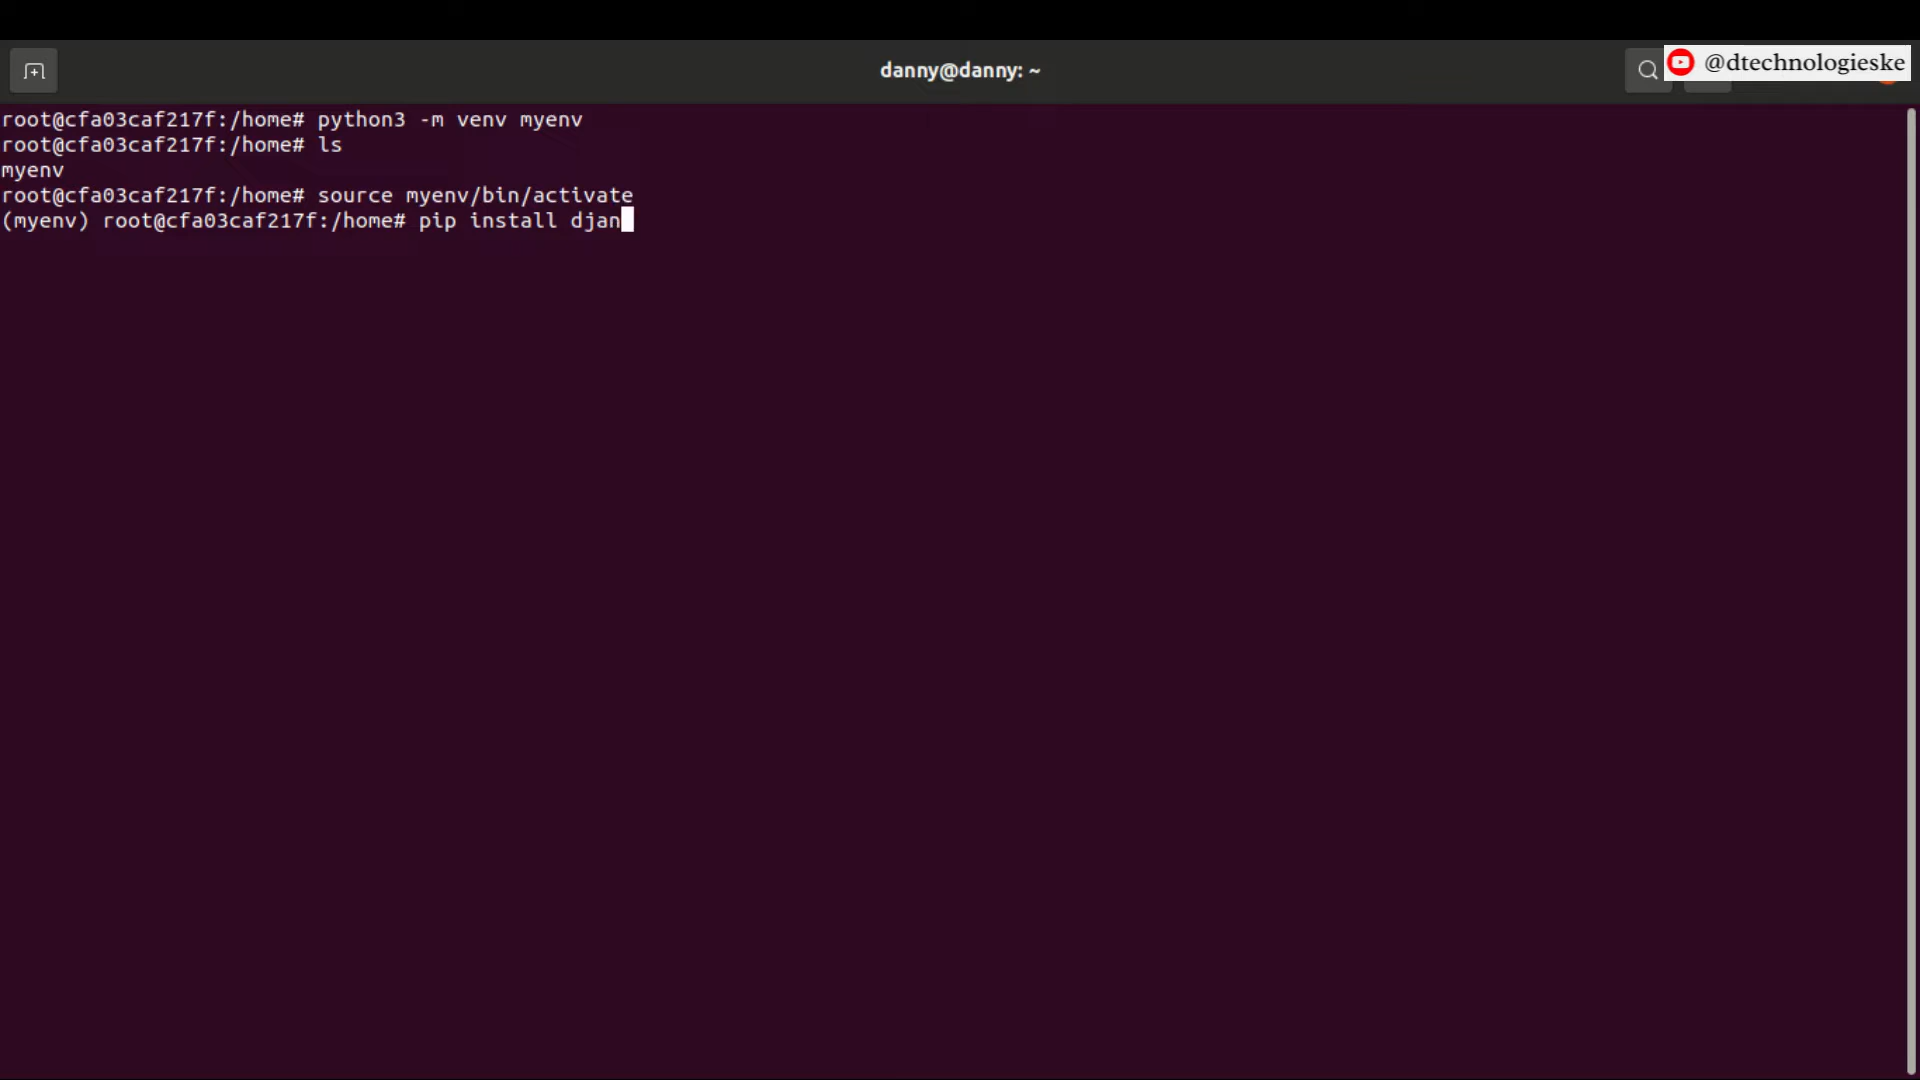 danny@danny: ~
@dtechnologieske
root@cfa03caf217f:/home# python3 -m venv myenv
root@cfa03caf217f:/home# ls
myenv
root@cfa03caf217f:/home# source myenv/bin/activate
(myenv) root@cfa03caf217f:/home# pip install djan